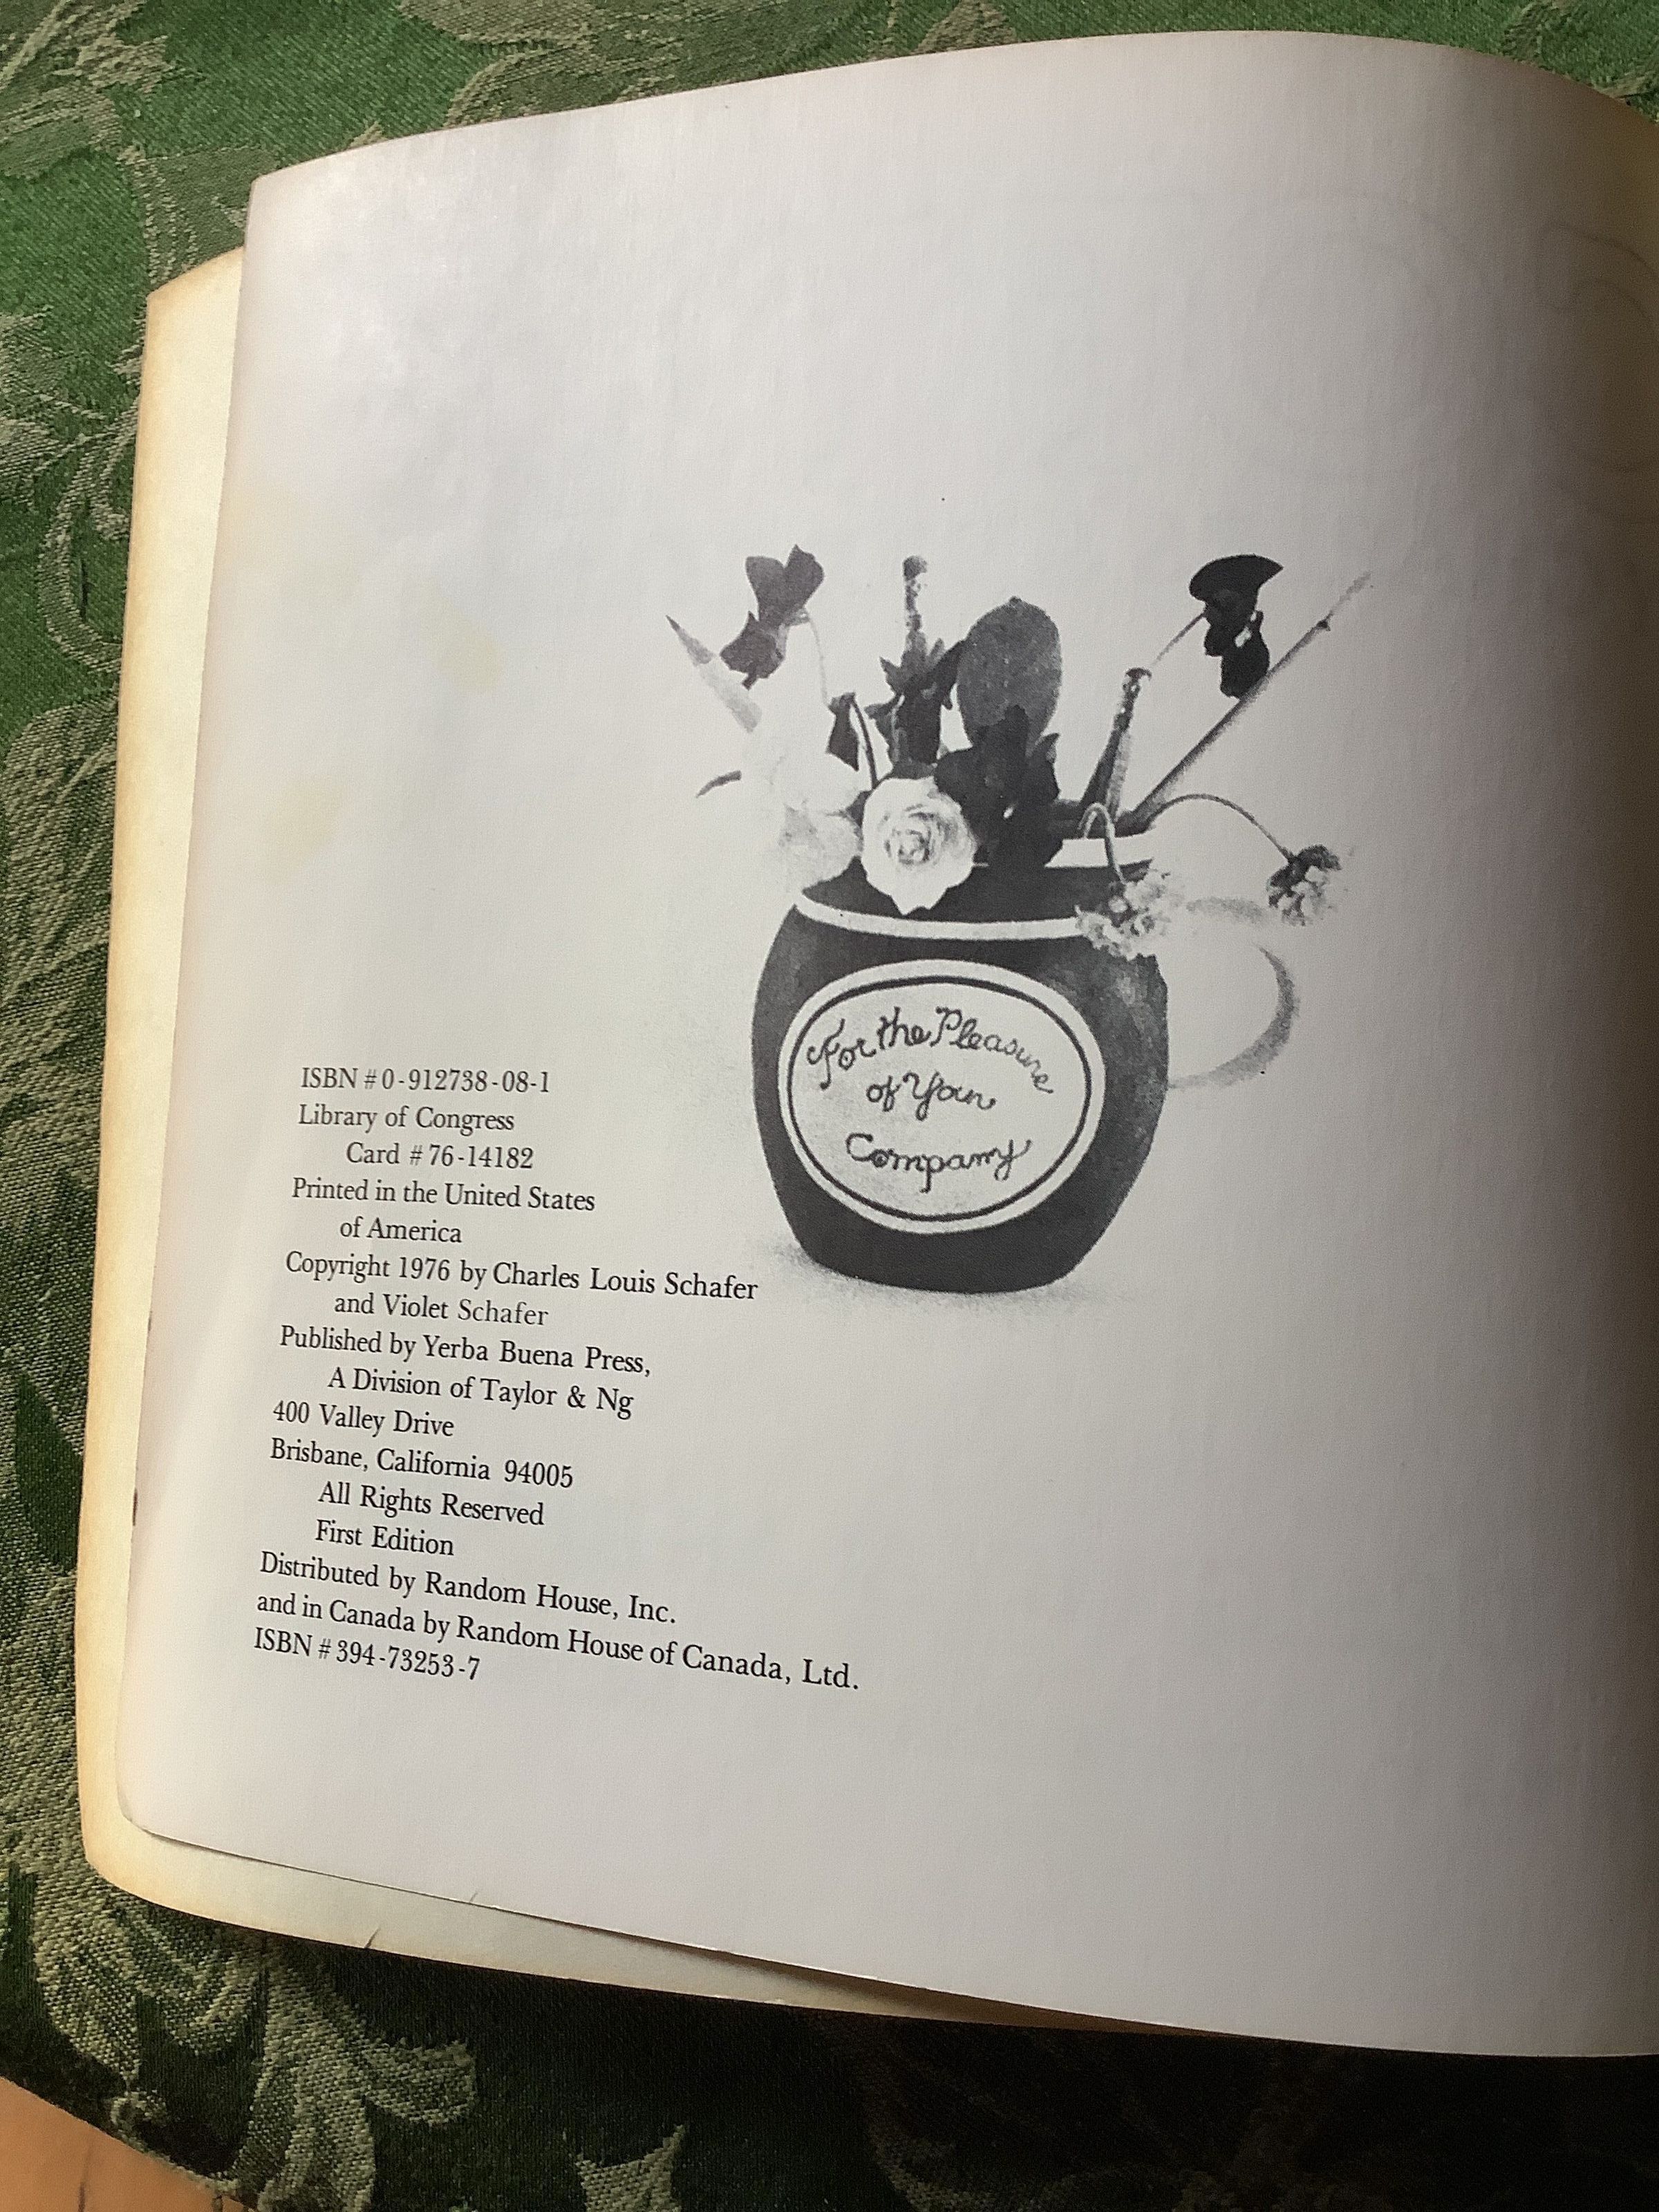 For the Pleasure
of Your
Company
ISBN # 0-912738-08-1
Library of Congress
Card # 76-14182
Printed in the United States
of America
Copyright 1976 by Charles Louis Schafer
and Violet Schafer
Published by Yerba Buena Press,
A Division of Taylor & Ng
400 Valley Drive
Brisbane, California 94005
All Rights Reserved
First Edition
Distributed by Random House, Inc.
and in Canada by Random House of Canada, Ltd.
ISBN # 394-73253-7